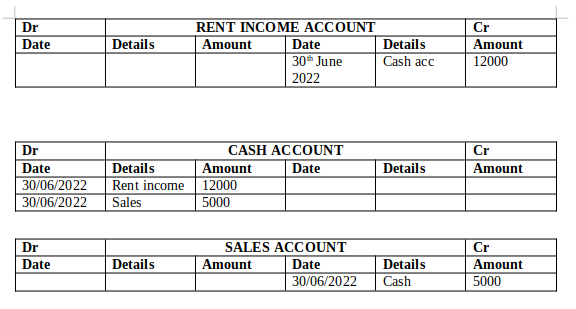 Dr RENT INCOME ACCOUNT Cr
Date Details Amount Date Details Amount
30th June Cash acc 12000
2022
Dr CASH ACCOUNT Cr
Date Details Amount Date Details Amount
30/06/2022 Rent income 12000
30/06/2022 Sales 5000
Dr SALES ACCOUNT Cr
Date Details Amount Date Details Amount
30/06/2022 Cash 5000